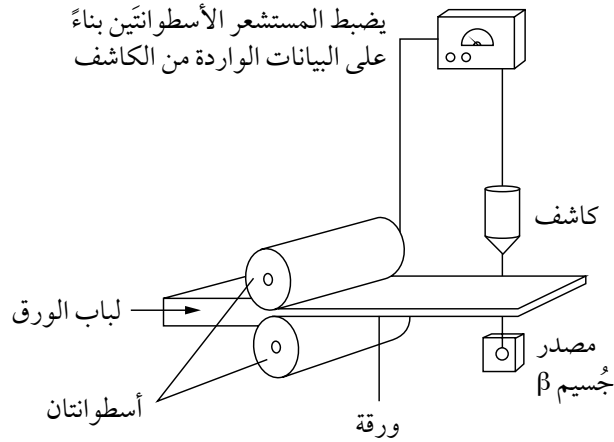 يضبط المستشعر الأسطوانتَين بناءً
على البيانات الواردة من الكاشف
كاشف
لباب الورق
مصدر
جُسيم β
أسطوانتان
ورقة